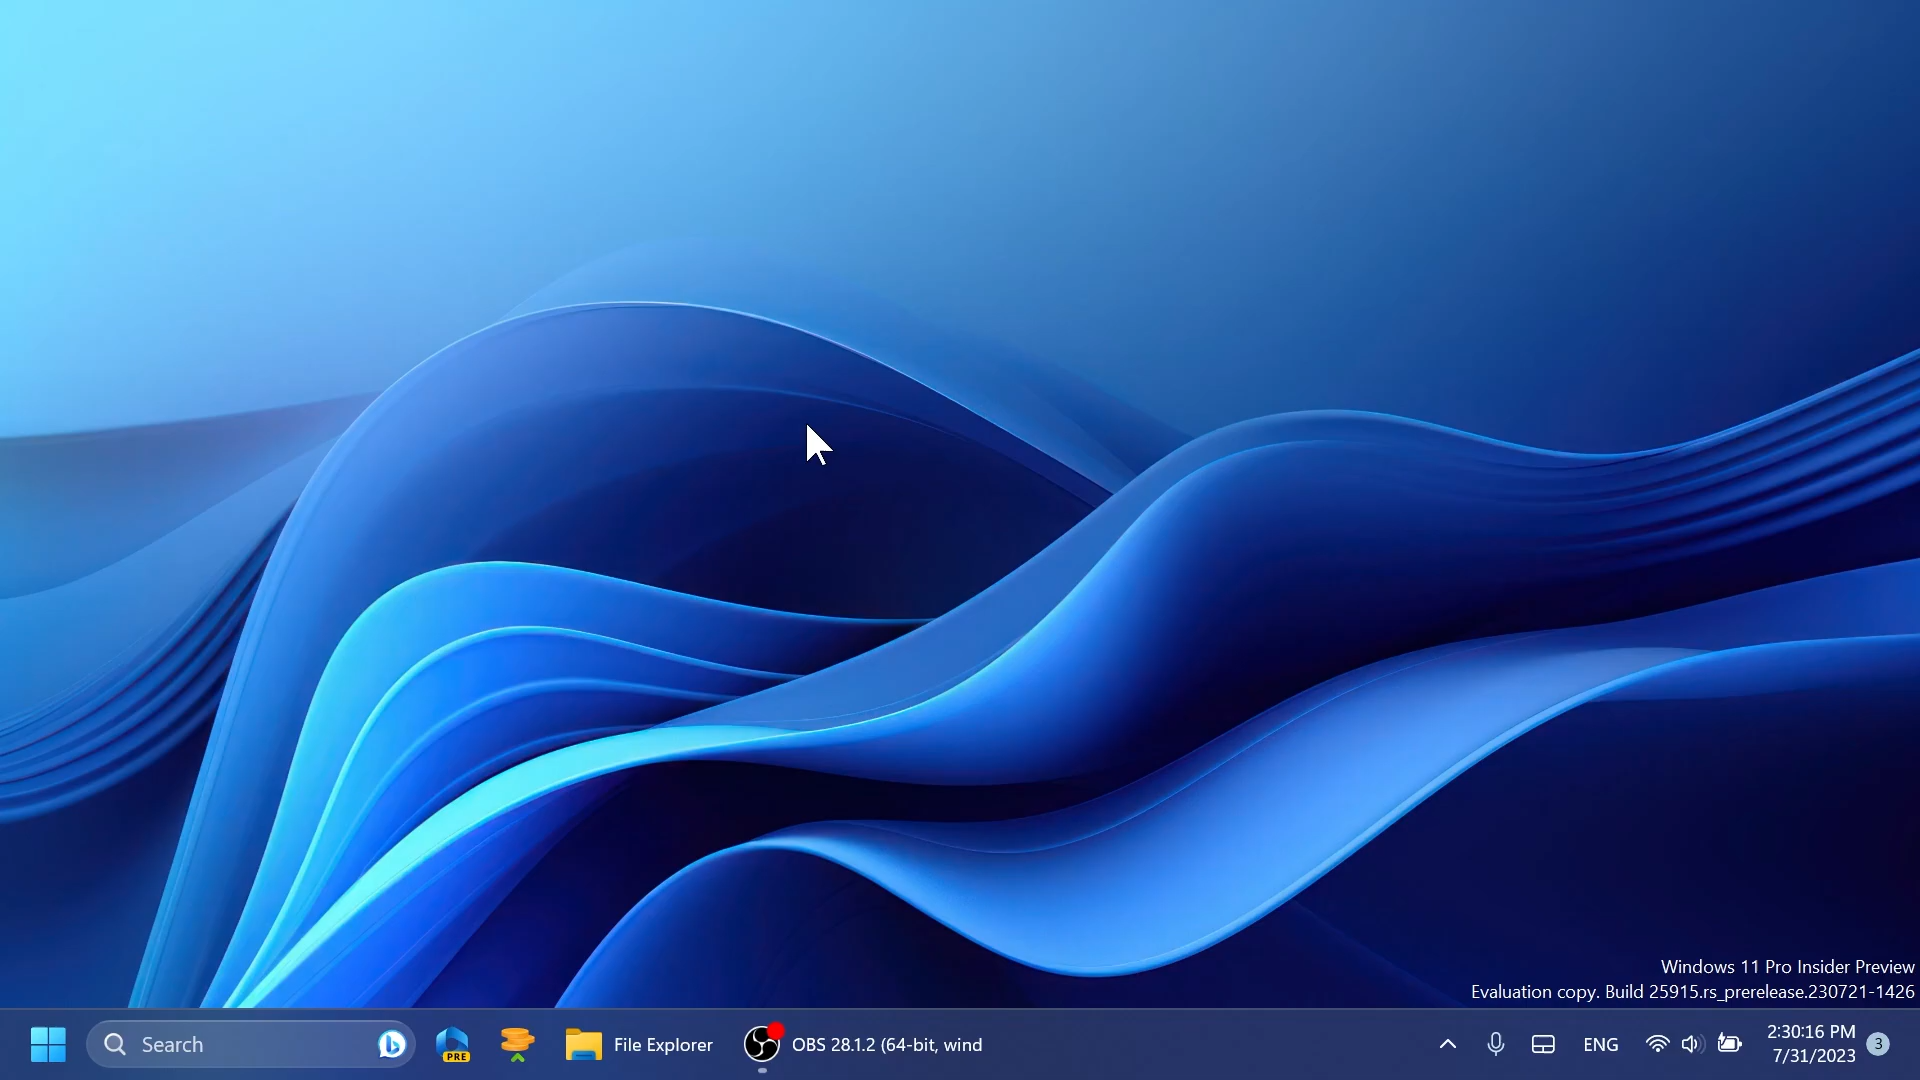 Windows 11 Pro Insider Preview
Evaluation copy. Build 25915.rs_prerelease.230721-1426
Search
PRE
File Explorer
OBS 28.1.2 (64-bit, wind
ENG
2:30:16 PM
7/31/2023
3